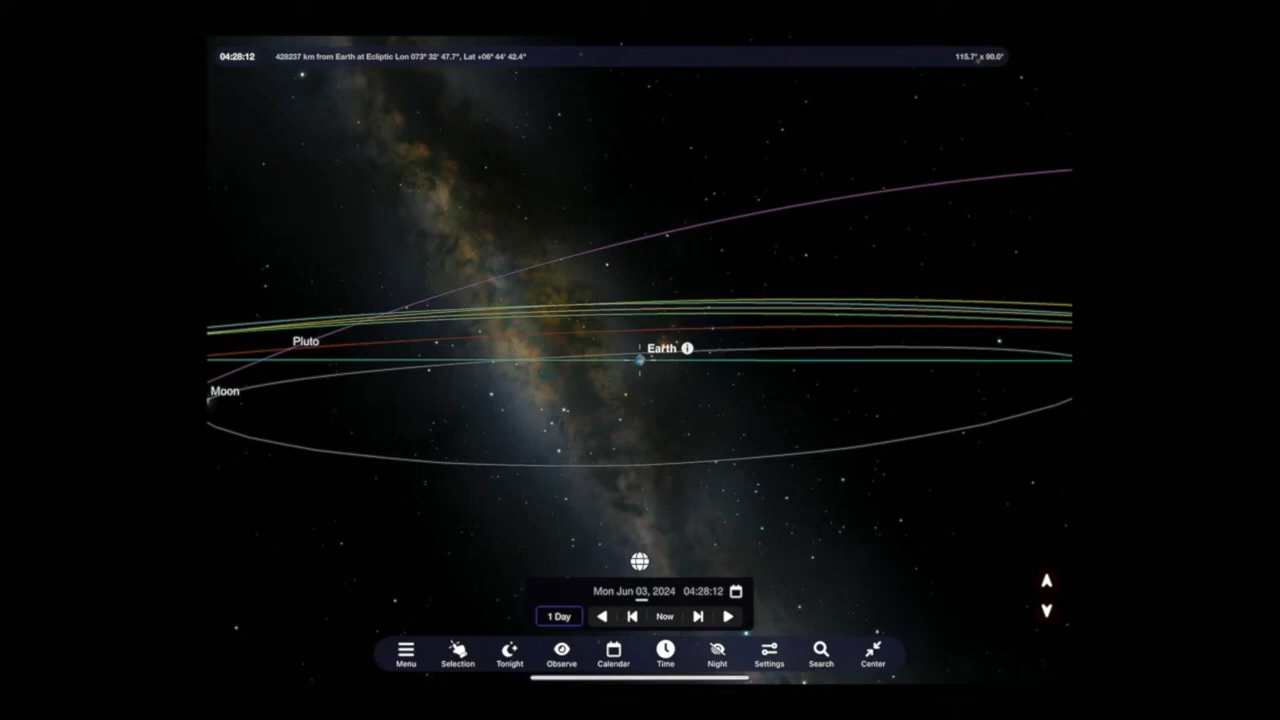 04:28:12 428237 km from Earth at Ecliptic Lon 073° 32' 47.7", Lat +06° 44' 42.4" 115.7° x 90.0°
Pluto
Earth
Moon
Mon Jun 03, 2024 04:28:12
1 Day Now
Menu Selection Tonight Observe Calendar Time Night Settings Search Center